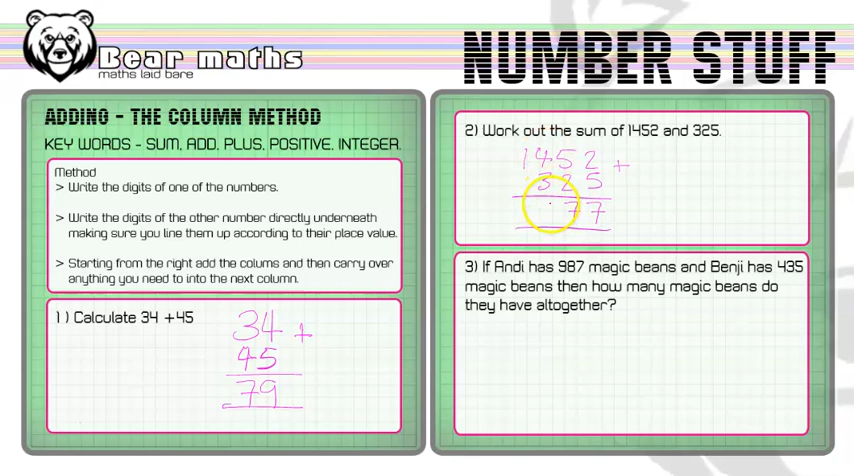 Bear maths
maths laid bare
NUMBER STUFF
ADDING - THE COLUMN METHOD
KEY WORDS - SUM, ADD, PLUS, POSITIVE, INTEGER.
Method
> Write the digits of one of the numbers.
> Write the digits of the other number directly underneath
making sure you line them up according to their place value.
> Starting from the right add the colums and then carry over
anything you need to into the next column.
1 ) Calculate 34 +45
34 +
45
79
2) Work out the sum of 1452 and 325.
1452 +
325
77
3) If Andi has 987 magic beans and Benji has 435
magic beans then how many magic beans do
they have altogether?